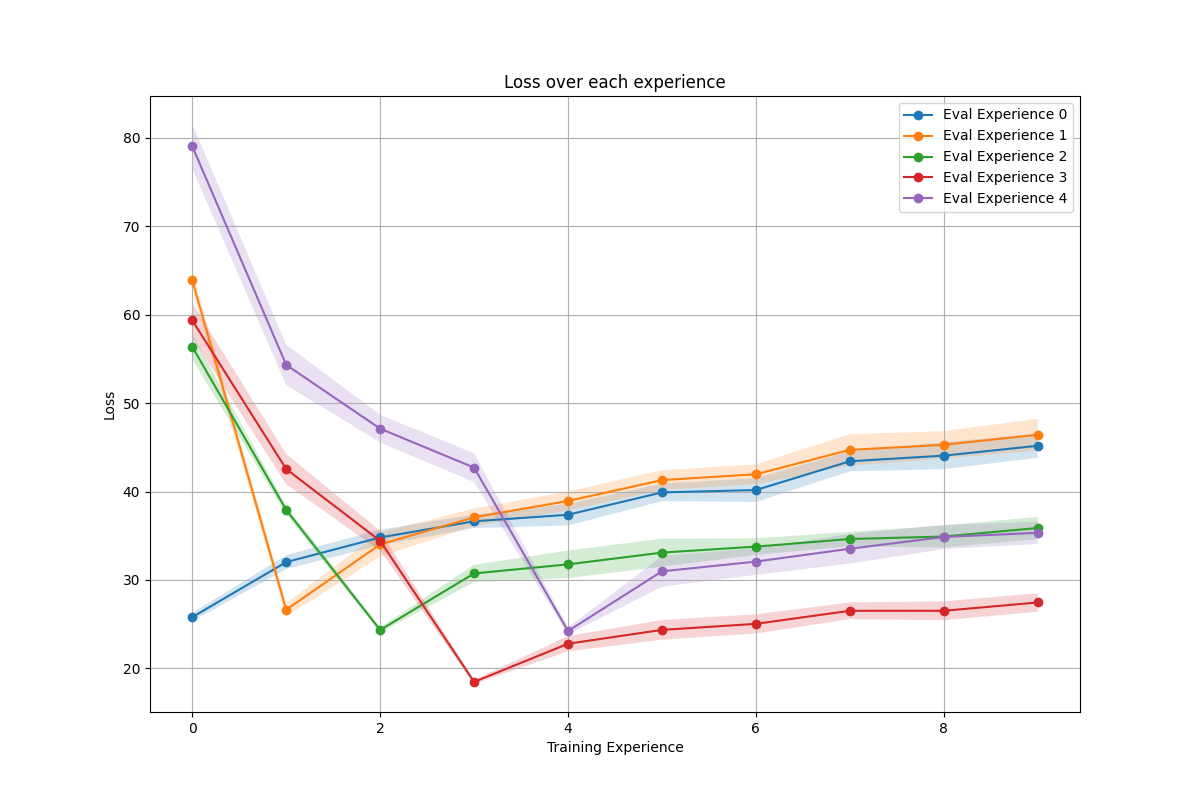 Loss over each experience
Eval Experience 0
Eval Experience 1
Eval Experience 2
Eval Experience 3
Eval Experience 4
80
70
60
50
40
30
20
Loss
0
2
4
6
8
Training Experience